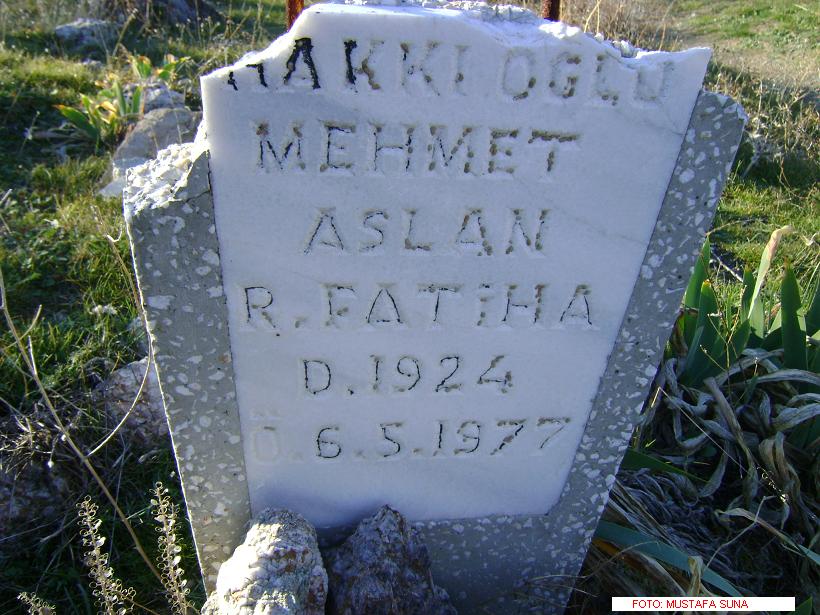 HAKKI OĞLU
MEHMET
ASLAN
R. FATİHA
D. 1924
Ö. 6.5.1977
FOTO: MUSTAFA SUNA